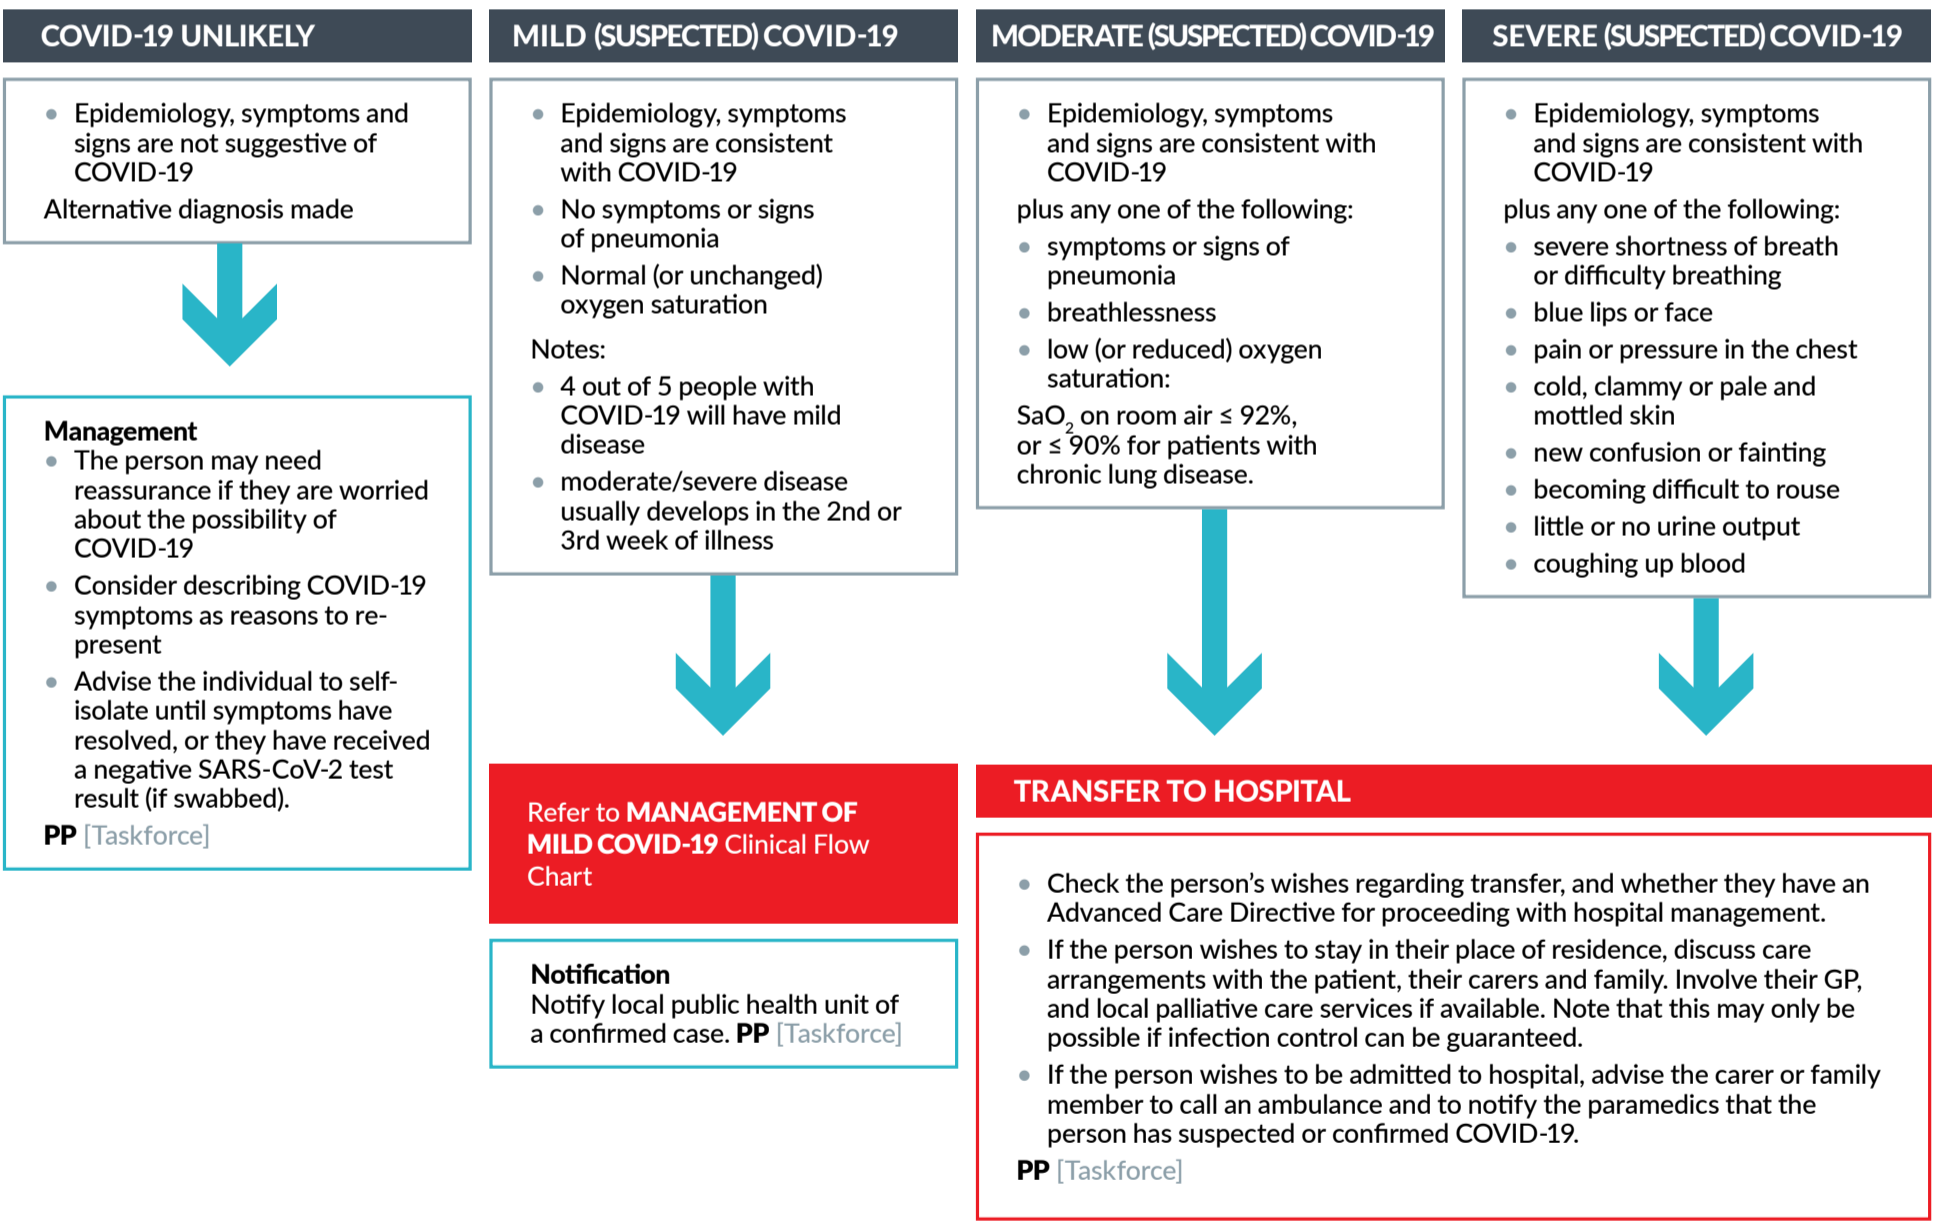 COVID-19 UNLIKELY
Epidemiology, symptoms and
signs are not suggestive of
COVID-19
Alternative diagnosis made
Management
The person may need
reassurance if they are worried
about the possibility of
COVID-19
Consider describing COVID-19
symptoms as reasons to re-
present
Advise the individual to self-
isolate until symptoms have
resolved, or they have received
a negative SARS-CoV-2 test
result (if swabbed).
PP [Taskforce]
MILD (SUSPECTED) COVID-19
Epidemiology, symptoms
and signs are consistent
with COVID-19
No symptoms or signs
of pneumonia
Normal (or unchanged)
oxygen saturation
Notes:
4 out of 5 people with
COVID-19 will have mild
disease
moderate/severe disease
usually develops in the 2nd or
3rd week of illness
Refer to MANAGEMENT OF
MILD COVID-19 Clinical Flow
Chart
Notification
Notify local public health unit of
a confirmed case. PP [Taskforce]
MODERATE (SUSPECTED) COVID-19
Epidemiology, symptoms
and signs are consistent with
COVID-19
plus any one of the following:
symptoms or signs of
pneumonia
breathlessness
low (or reduced) oxygen
saturation:
SaO₂ on room air ≤ 92%,
or ≤ 90% for patients with
chronic lung disease.
SEVERE (SUSPECTED) COVID-19
Epidemiology, symptoms
and signs are consistent with
COVID-19
plus any one of the following:
severe shortness of breath
or difficulty breathing
blue lips or face
pain or pressure in the chest
cold, clammy or pale and
mottled skin
new confusion or fainting
becoming difficult to rouse
little or no urine output
coughing up blood
TRANSFER TO HOSPITAL
Check the person's wishes regarding transfer, and whether they have an
Advanced Care Directive for proceeding with hospital management.
If the person wishes to stay in their place of residence, discuss care
arrangements with the patient, their carers and family. Involve their GP,
and local palliative care services if available. Note that this may only be
possible if infection control can be guaranteed.
If the person wishes to be admitted to hospital, advise the carer or family
member to call an ambulance and to notify the paramedics that the
person has suspected or confirmed COVID-19.
PP [Taskforce]